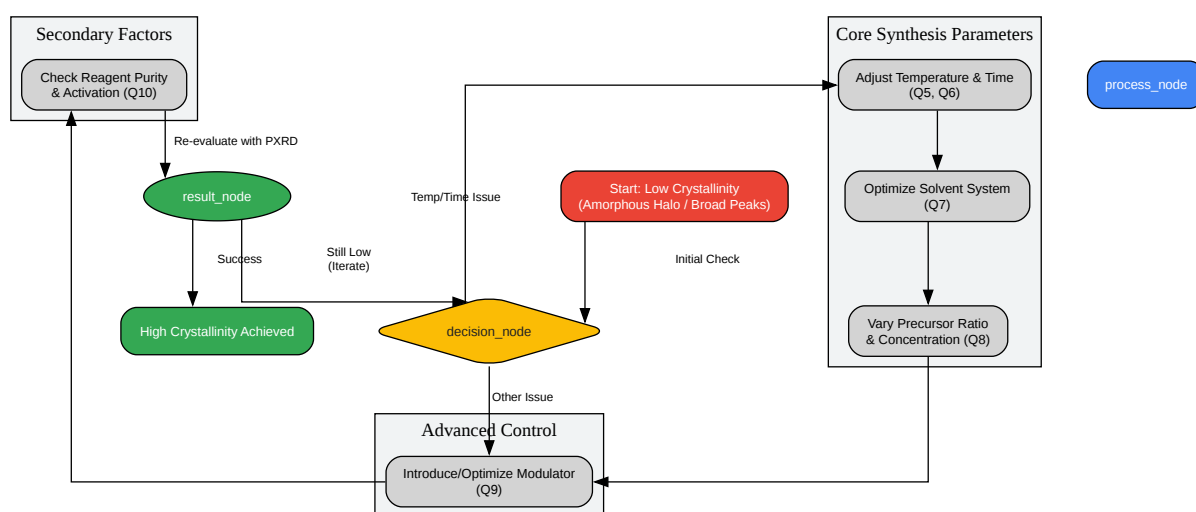 Secondary Factors
Check Reagent Purity
& Activation (Q10)
Re-evaluate with PXRD
result_node
Success
Still Low
(Iterate)
High Crystallinity Achieved
Temp/Time Issue
Start: Low Crystallinity
(Amorphous Halo / Broad Peaks)
Initial Check
decision_node
Other Issue
Advanced Control
Introduce/Optimize Modulator
(Q9)
Core Synthesis Parameters
Adjust Temperature & Time
(Q5, Q6)
Optimize Solvent System
(Q7)
Vary Precursor Ratio
& Concentration (Q8)
process_node